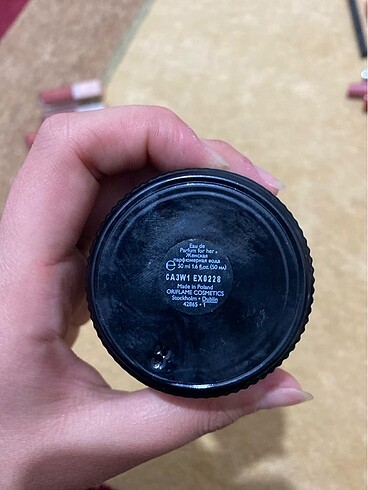 Eau de
Parfum for her •
Женская
парфюмерная вода
℮ 50 ml 1.6 fl.oz. (50 мл)
CA3W1 EX0228
Made in Poland
ORIFLAME COSMETICS
Stockholm • Dublin
42865 • 1